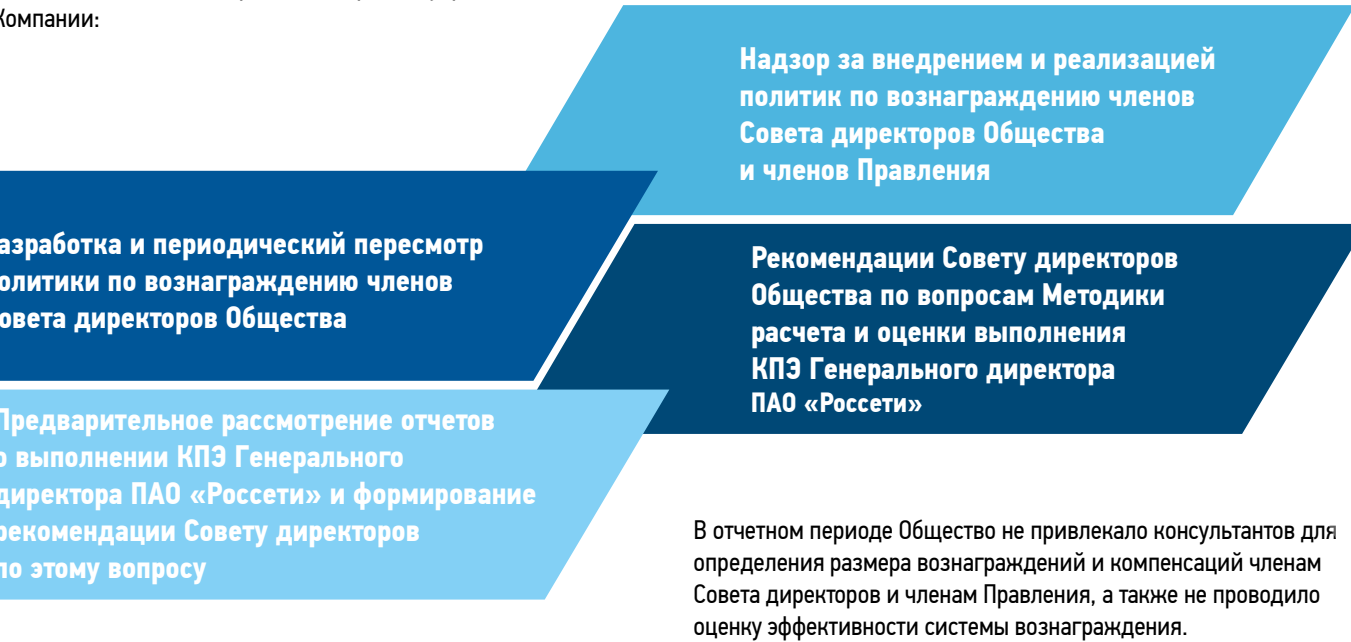 Компании:
Надзор за внедрением и реализацией
политик по вознаграждению членов
Совета директоров Общества
и членов Правления
азработка и периодический пересмотр
олитики по вознаграждению членов
овета директоров Общества
Рекомендации Совету директоров
Общества по вопросам Методики
расчета и оценки выполнения
КПЭ Генерального директора
ПАО «Россети»
Предварительное рассмотрение отчетов
о выполнении КПЭ Генерального
директора ПАО «Россети» и формирование
рекомендации Совету директоров
по этому вопросу
В отчетном периоде Общество не привлекало консультантов для
определения размера вознаграждений и компенсаций членам
Совета директоров и членам Правления, а также не проводило
оценку эффективности системы вознаграждения.